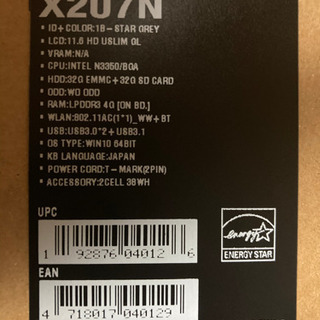 X207N
• ID+COLOR:1B-STAR GREY
• LCD:11.6 HD USLIM GL
• VRAM:N/A
• CPU:INTEL N3350/BGA
• HDD:32G EMMC+32G SD CARD
• ODD:WO ODD
• RAM:LPDDR3 4G [ON BD.]
• WLAN:802.11AC(1*1)_WW+BT
• USB:USB3.0*2+USB3.1
• OS TYPE:WIN10 64BIT
• KB LANGUAGE:JAPAN
• POWER CORD:T-MARK(2PIN)
• ACCESSORY:2CELL 38WH
UPC
1 92876 04012 6
energy
ENERGY STAR
EAN
4 718017 040129